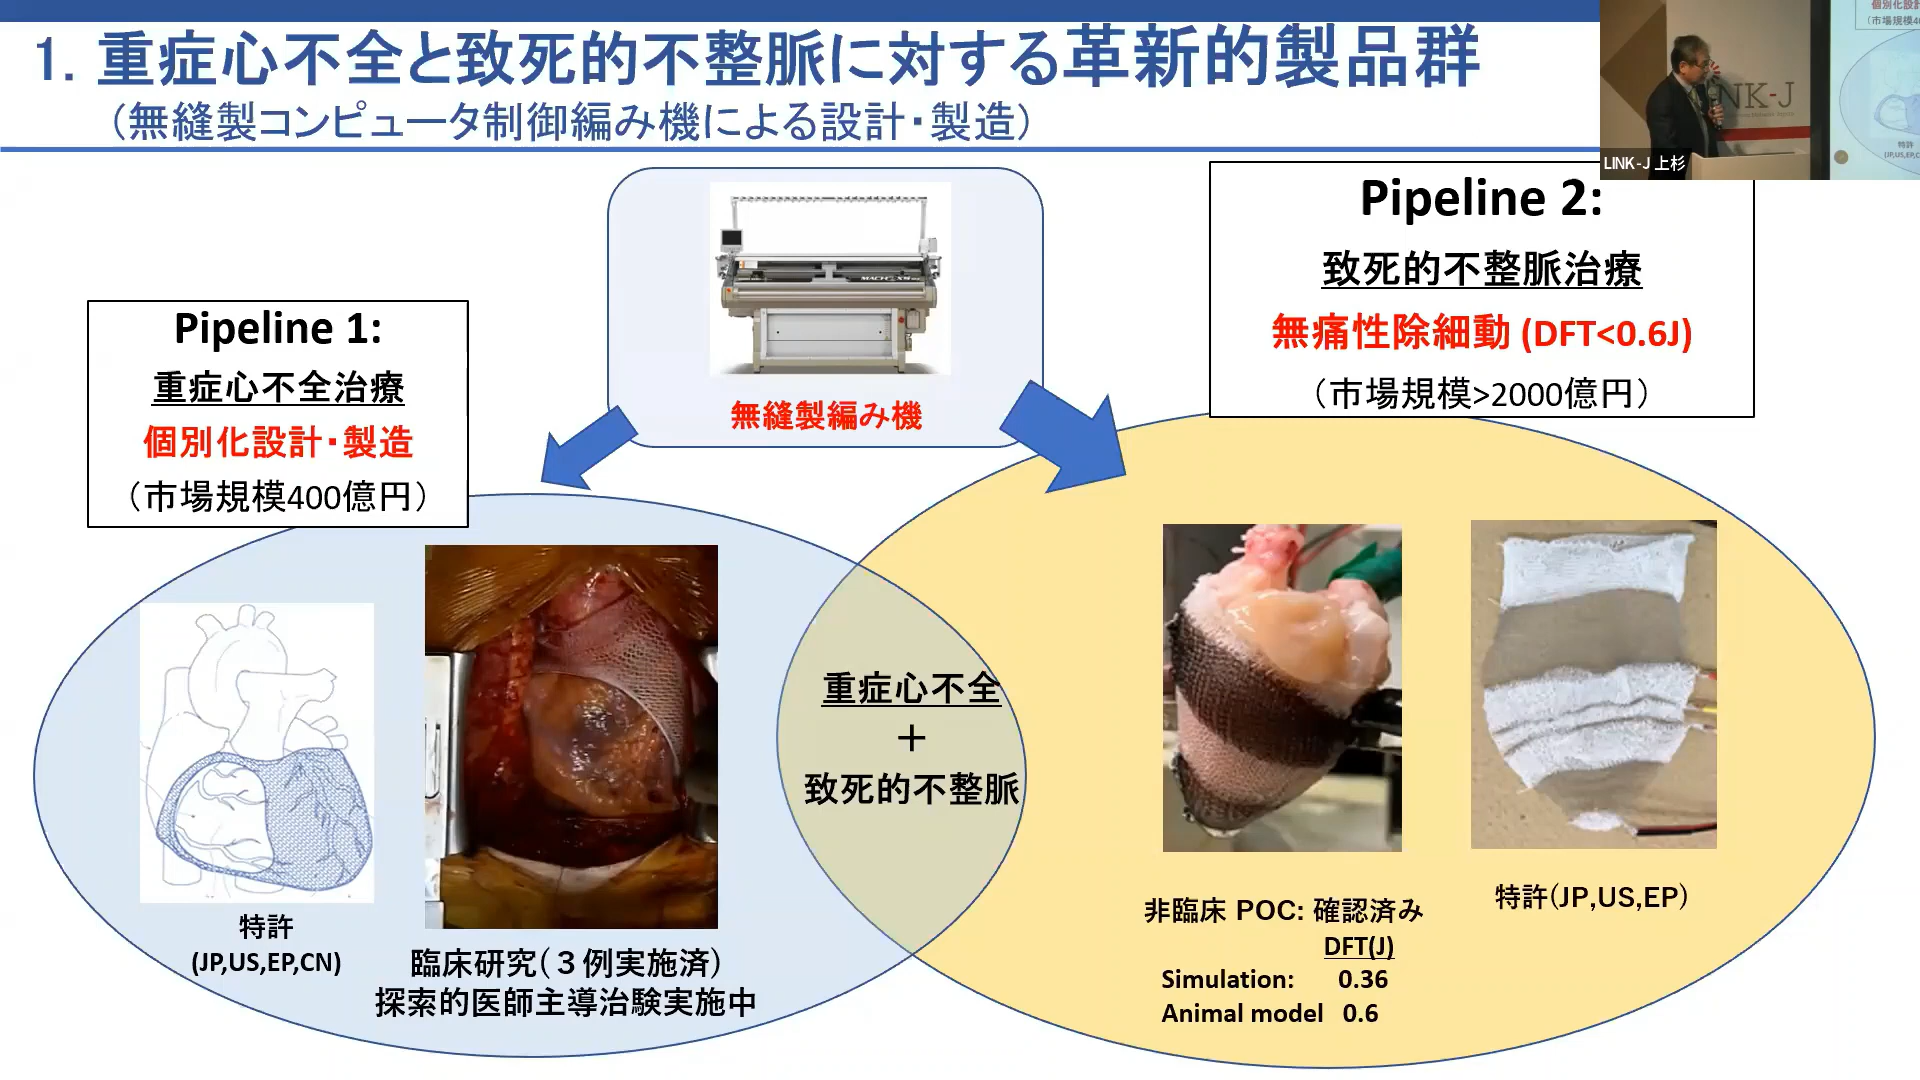 1. 重症心不全と致死的不整脈に対する革新的製品群
（無縫製コンピュータ制御編み機による設計・製造）
個別化設計
INK-J
特許
LINK-J 上杉
Pipeline 1:
重症心不全治療
個別化設計・製造
（市場規模400億円）
無縫製編み機
Pipeline 2:
致死的不整脈治療
無痛性除細動 (DFT<0.6J)
（市場規模>2000億円）
重症心不全
＋
致死的不整脈
特許
(JP,US,EP,CN)
臨床研究（３例実施済）
探索的医師主導治験実施中
非臨床 POC: 確認済み
DFT(J)
Simulation: 0.36
Animal model 0.6
特許(JP,US,EP)